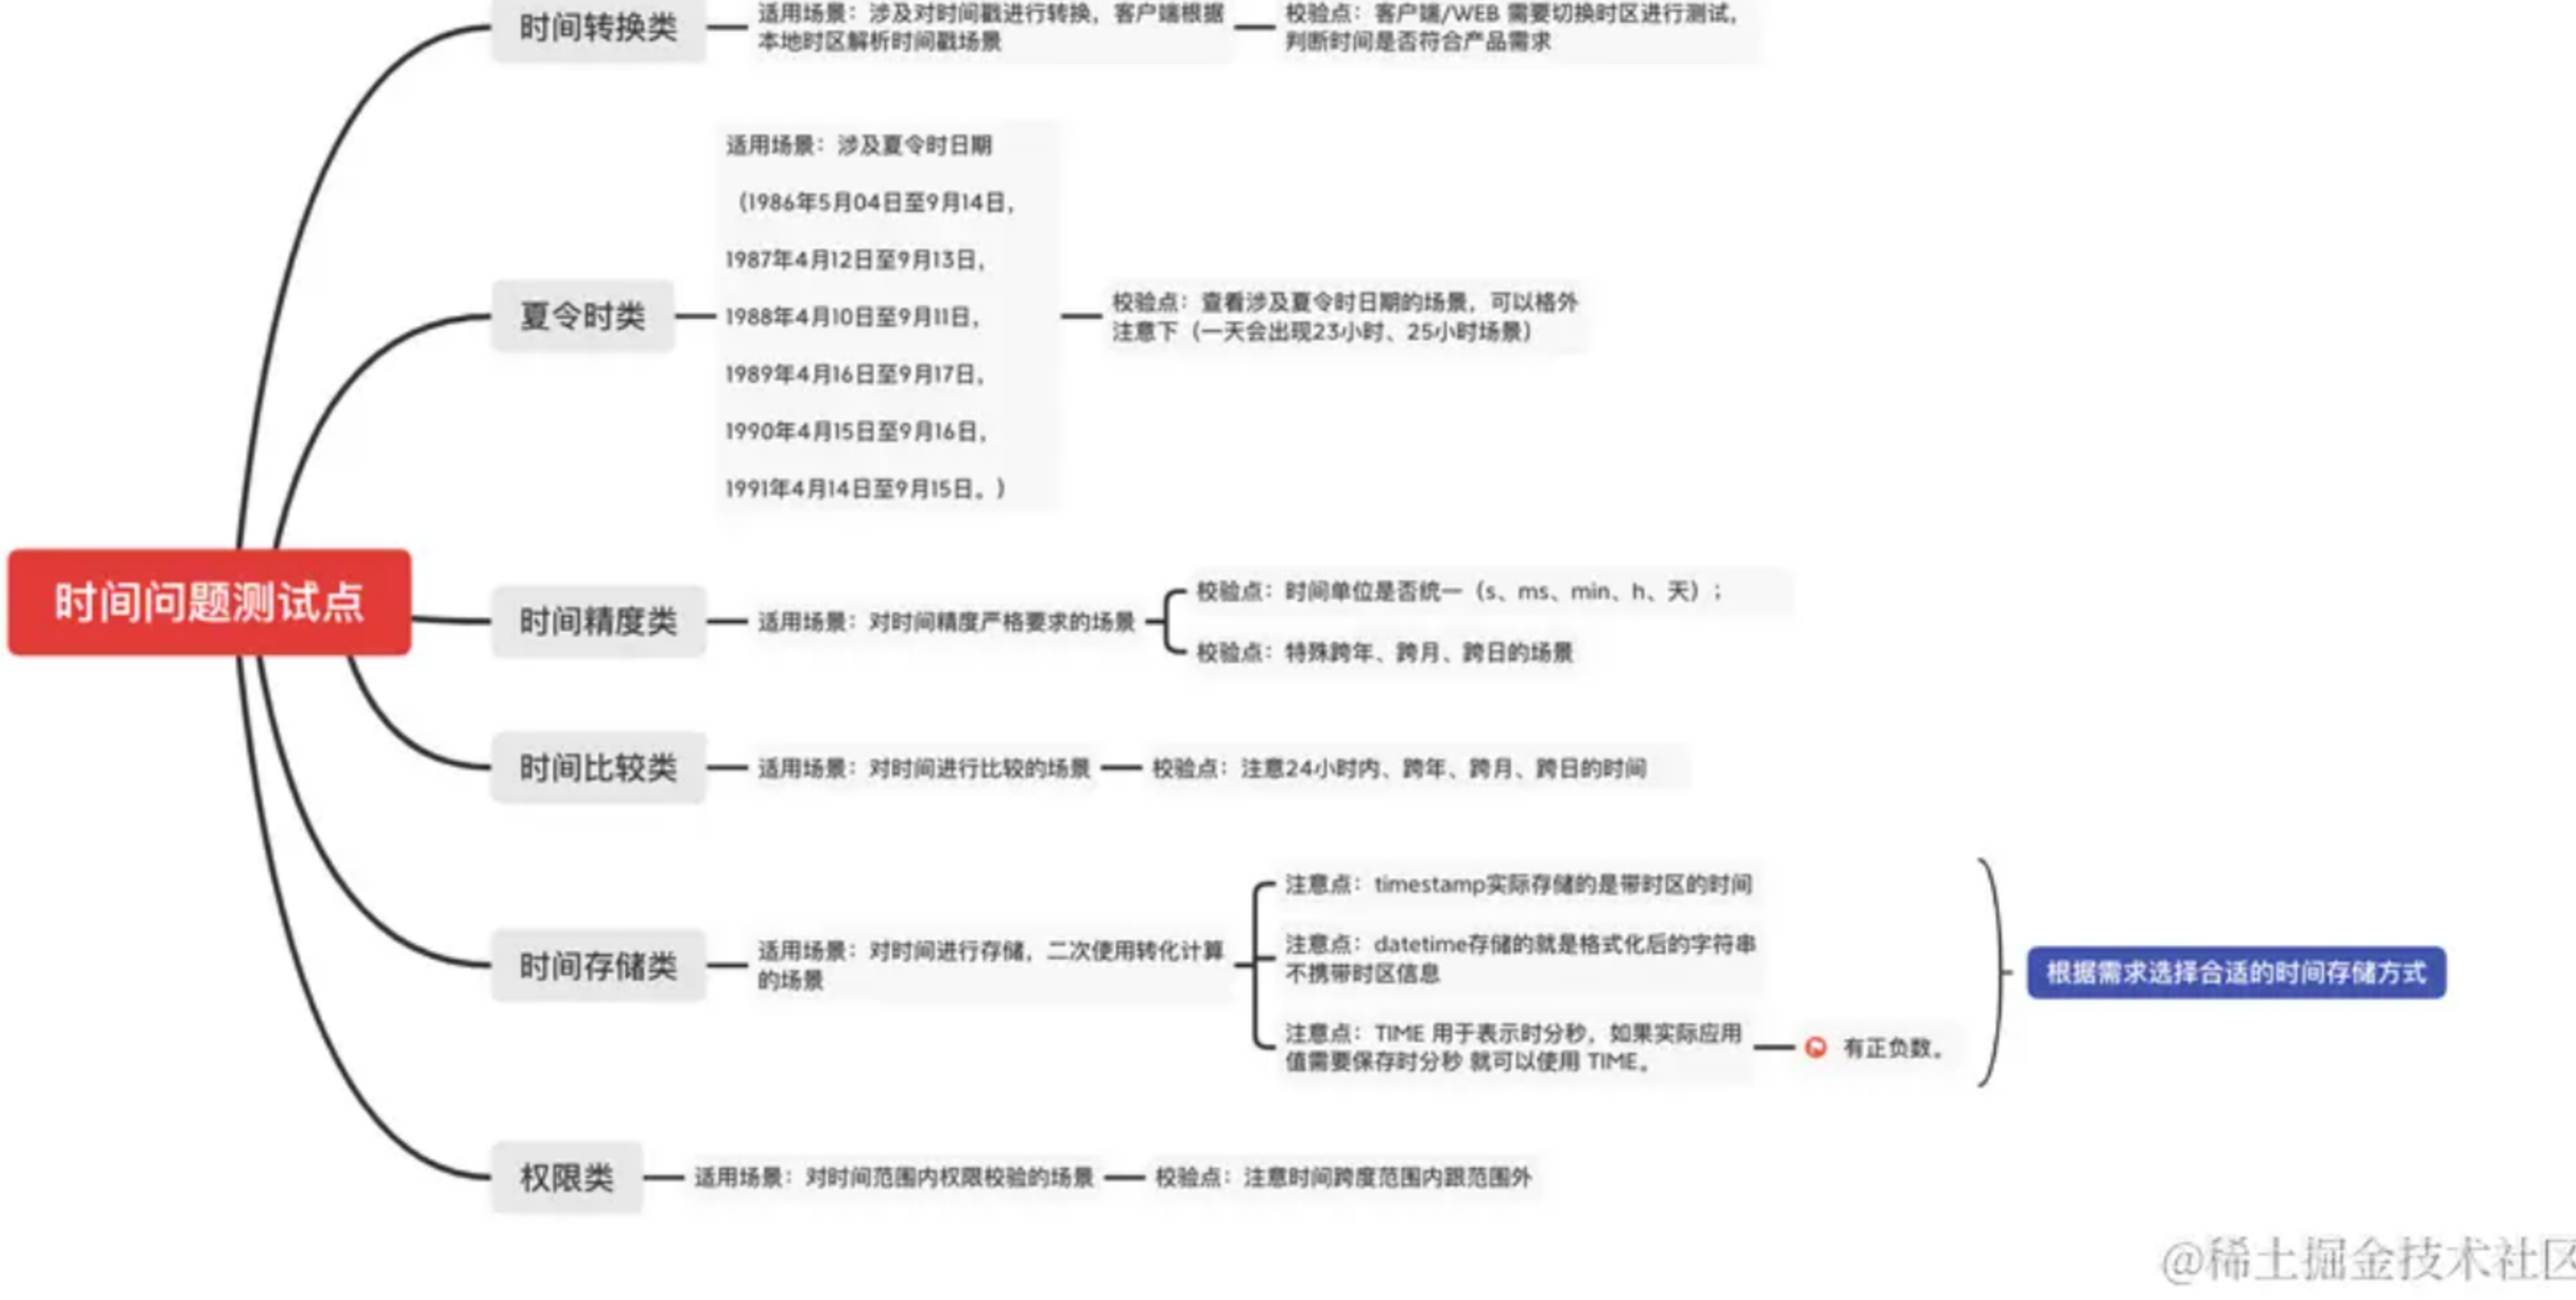 时间问题测试点
时间转换类
适用场景：涉及对时间戳进行转换，客户端根据
本地时区解析时间戳场景
校验点：客户端/WEB 需要切换时区进行测试，
判断时间是否符合产品需求
夏令时类
适用场景：涉及夏令时日期
（1986年5月04日至9月14日，
1987年4月12日至9月13日，
1988年4月10日至9月11日，
1989年4月16日至9月17日，
1990年4月15日至9月16日，
1991年4月14日至9月15日。）
校验点：查看涉及夏令时日期的场景，可以格外
注意下（一天会出现23小时、25小时场景）
时间精度类
适用场景：对时间精度严格要求的场景
校验点：时间单位是否统一（s、ms、min、h、天）；
校验点：特殊跨年、跨月、跨日的场景
时间比较类
适用场景：对时间进行比较的场景
校验点：注意24小时内、跨年、跨月、跨日的时间
时间存储类
适用场景：对时间进行存储，二次使用转化计算
的场景
注意点：timestamp实际存储的是带时区的时间
注意点：datetime存储的就是格式化后的字符串
不携带时区信息
注意点：TIME 用于表示时分秒，如果实际应用
值需要保存时分秒 就可以使用 TIME。
有正负数。
根据需求选择合适的时间存储方式
权限类
适用场景：对时间范围内权限校验的场景
校验点：注意时间跨度范围内跟范围外
@稀土掘金技术社区